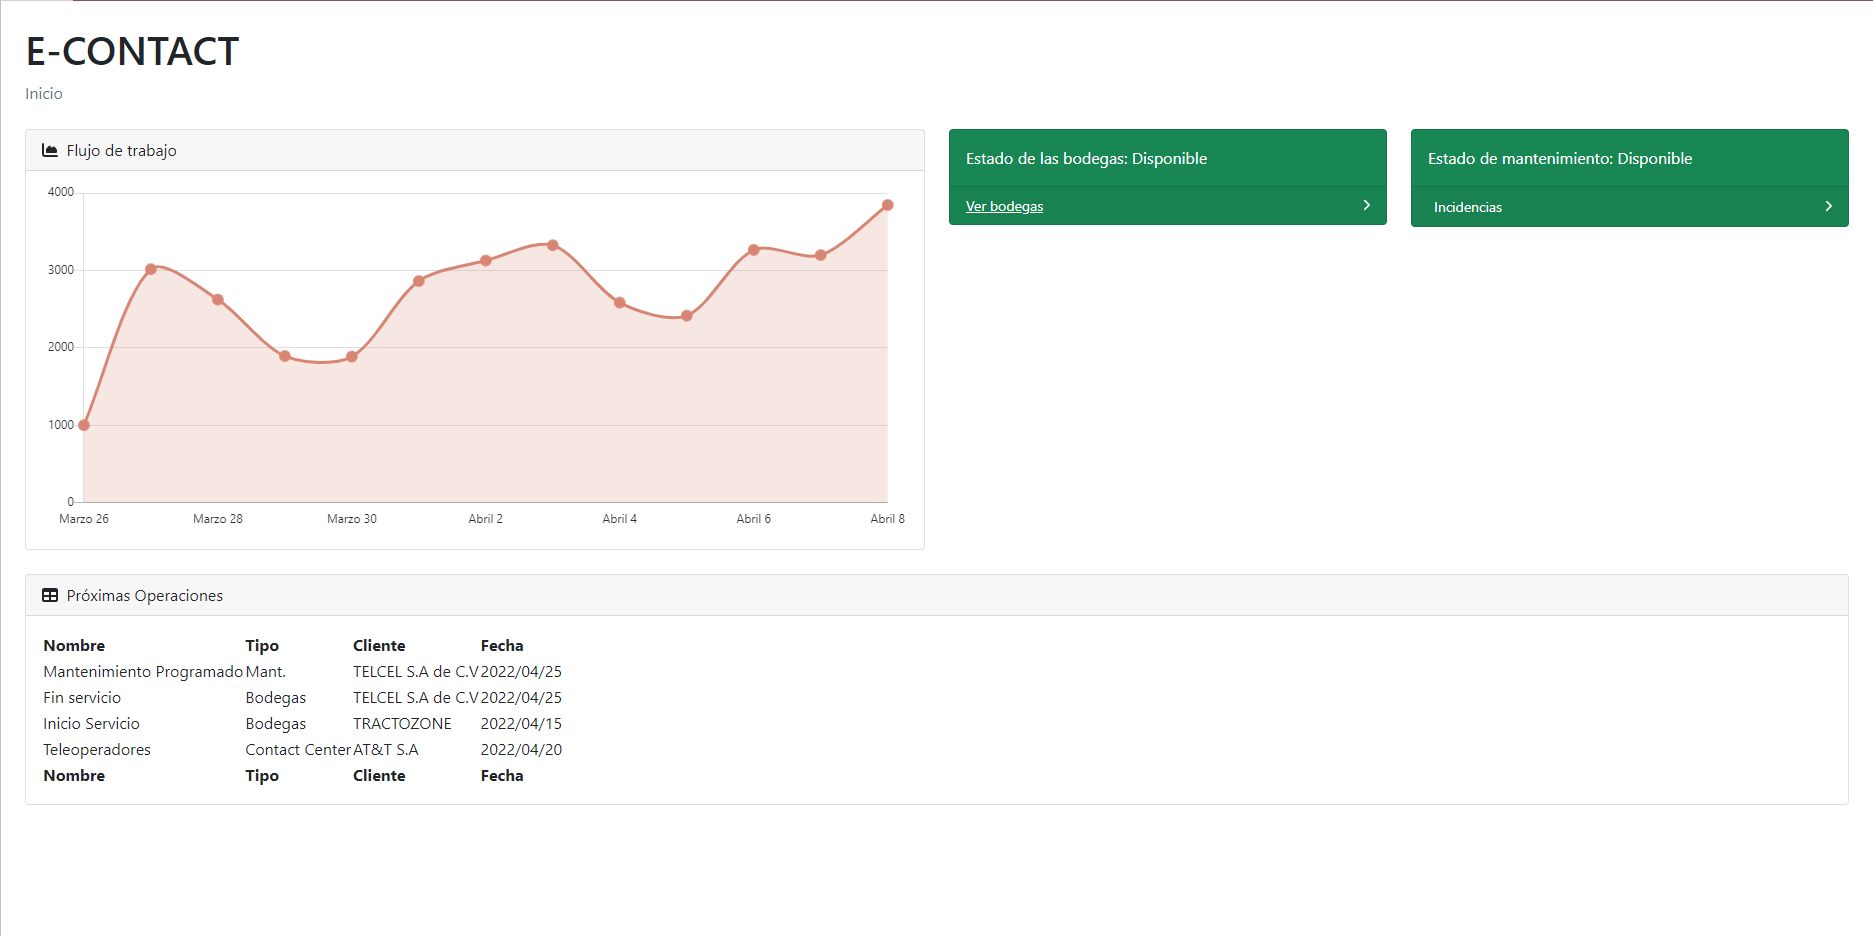 E-CONTACT
Inicio
Flujo de trabajo
4000
3000
2000
1000
0
Marzo 26 Marzo 28 Marzo 30 Abril 2 Abril 4 Abril 6 Abril 8
Estado de las bodegas: Disponible
Ver bodegas
Estado de mantenimiento: Disponible
Incidencias
Próximas Operaciones
Nombre Tipo Cliente Fecha
Mantenimiento Programado Mant. TELCEL S.A de C.V 2022/04/25
Fin servicio Bodegas TELCEL S.A de C.V 2022/04/25
Inicio Servicio Bodegas TRACTOZONE 2022/04/15
Teleoperadores Contact Center AT&T S.A 2022/04/20
Nombre Tipo Cliente Fecha